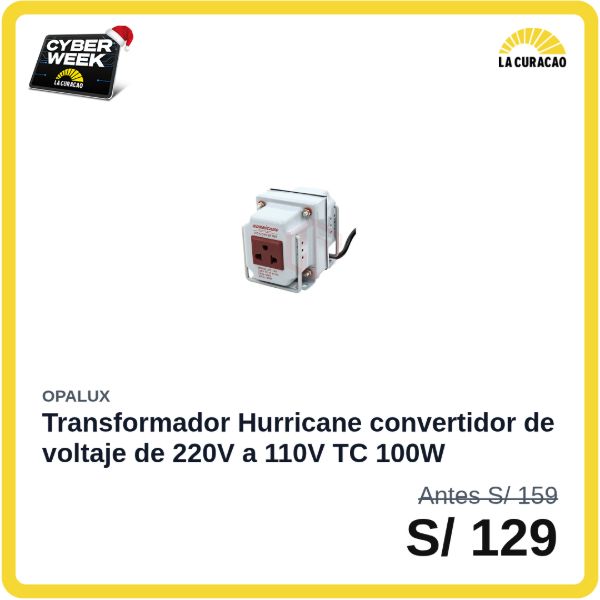 CYBER
WEEK
LA CURACAO
LA CURACAO
HURRICANE
OPALUX
Transformador Hurricane convertidor de
voltaje de 220V a 110V TC 100W
Antes S/ 159
S/ 129